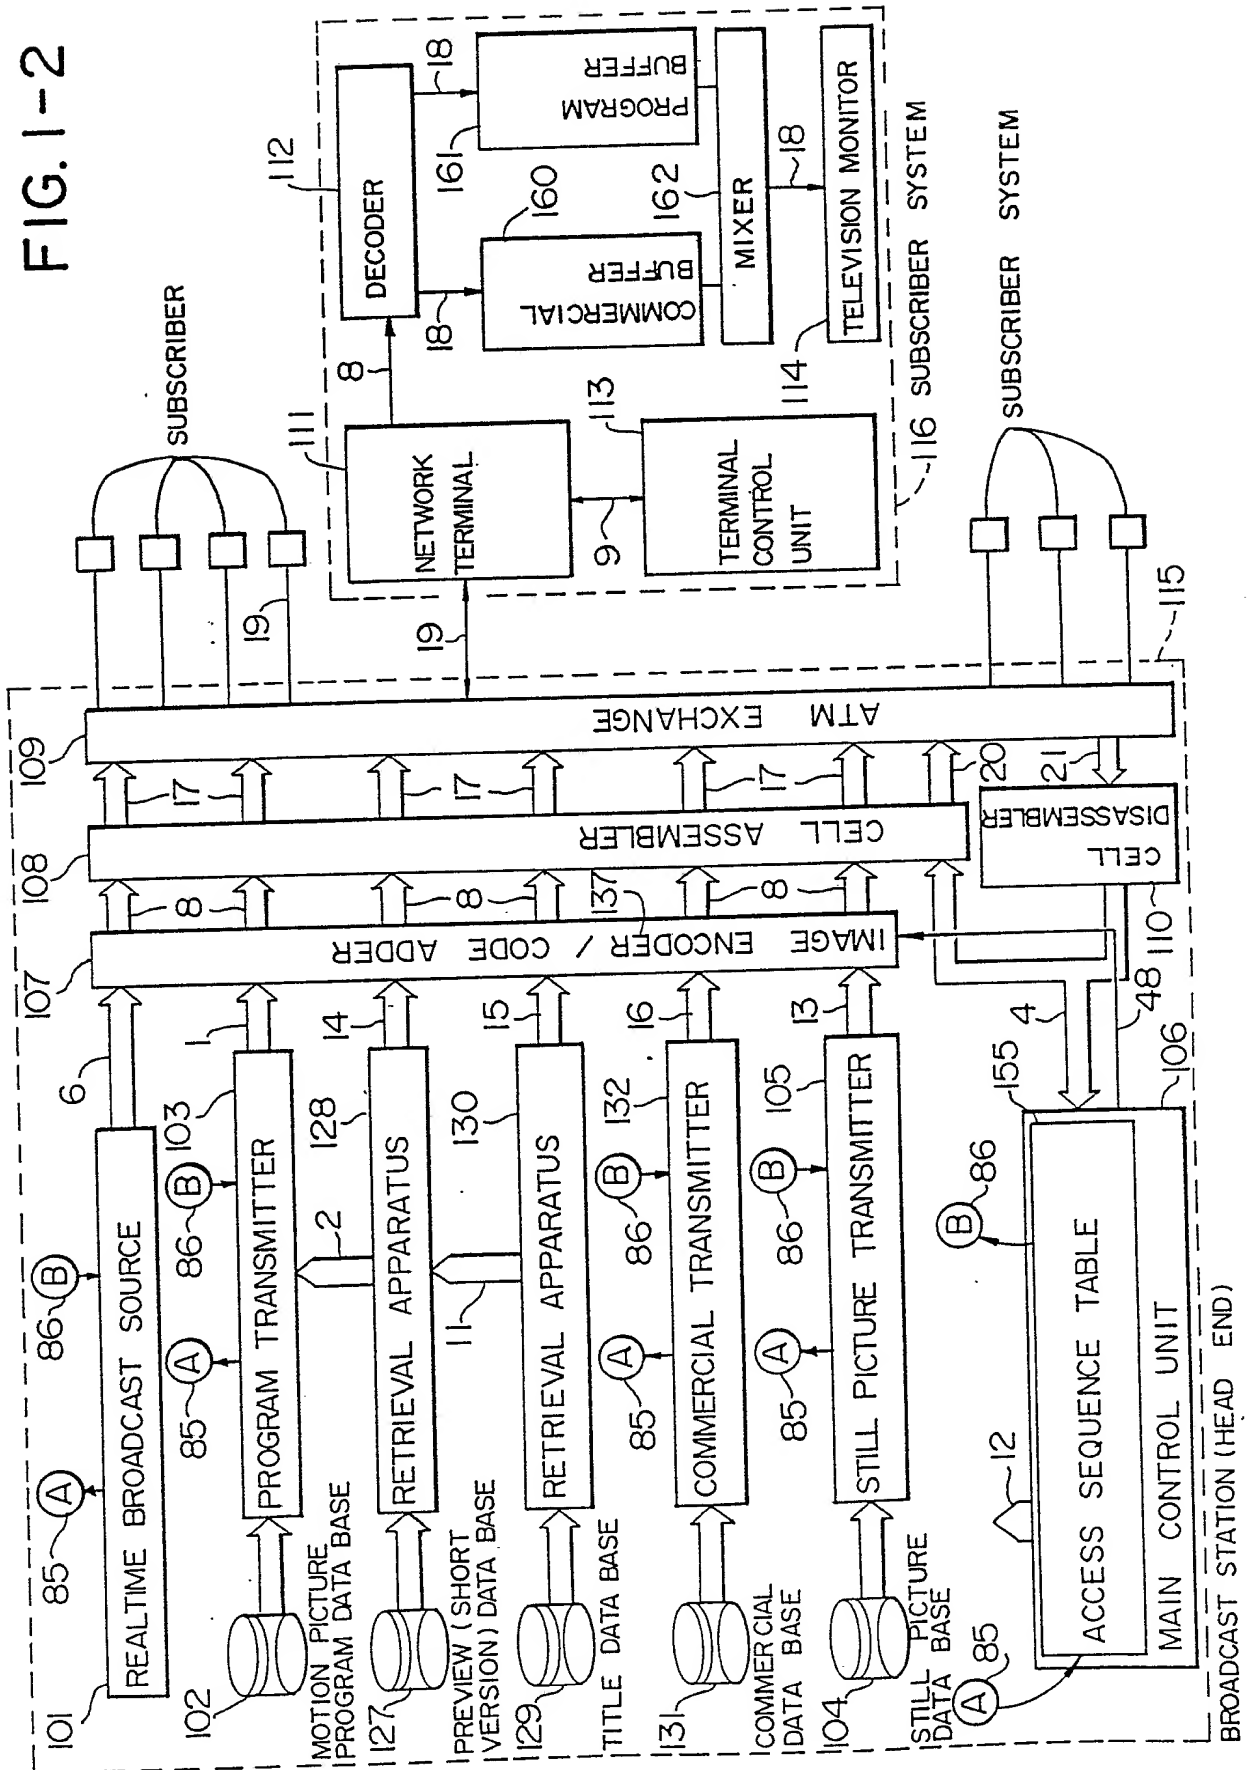 FIG. 1-2
101
REALTIME BROADCAST SOURCE
85
A
86
B
6
102
MOTION PICTURE
PROGRAM DATA BASE
PROGRAM TRANSMITTER
103
85
A
86
B
1
2
127
PREVIEW (SHORT
VERSION) DATA BASE
RETRIEVAL APPARATUS
128
14
11
129
TITLE DATA BASE
RETRIEVAL APPARATUS
130
15
131
COMMERCIAL
DATA BASE
COMMERCIAL TRANSMITTER
132
85
A
86
B
16
104
STILL PICTURE
DATA BASE
STILL PICTURE TRANSMITTER
105
85
A
86
B
13
85
A
12
86
B
155
ACCESS SEQUENCE TABLE
MAIN CONTROL UNIT
106
4
48
BROADCAST STATION (HEAD END)
107
IMAGE ENCODER / CODE ADDER
137
8
8
8
108
CELL ASSEMBLER
17
17
17
20
109
ATM EXCHANGE
21
CELL
DISASSEMBLER
110
115
19
SUBSCRIBER
19
111
NETWORK
TERMINAL
8
9
113
TERMINAL
CONTROL
UNIT
112
DECODER
18
18
160
COMMERCIAL
BUFFER
161
PROGRAM
BUFFER
162
MIXER
18
114
TELEVISION MONITOR
116 SUBSCRIBER SYSTEM
SUBSCRIBER SYSTEM